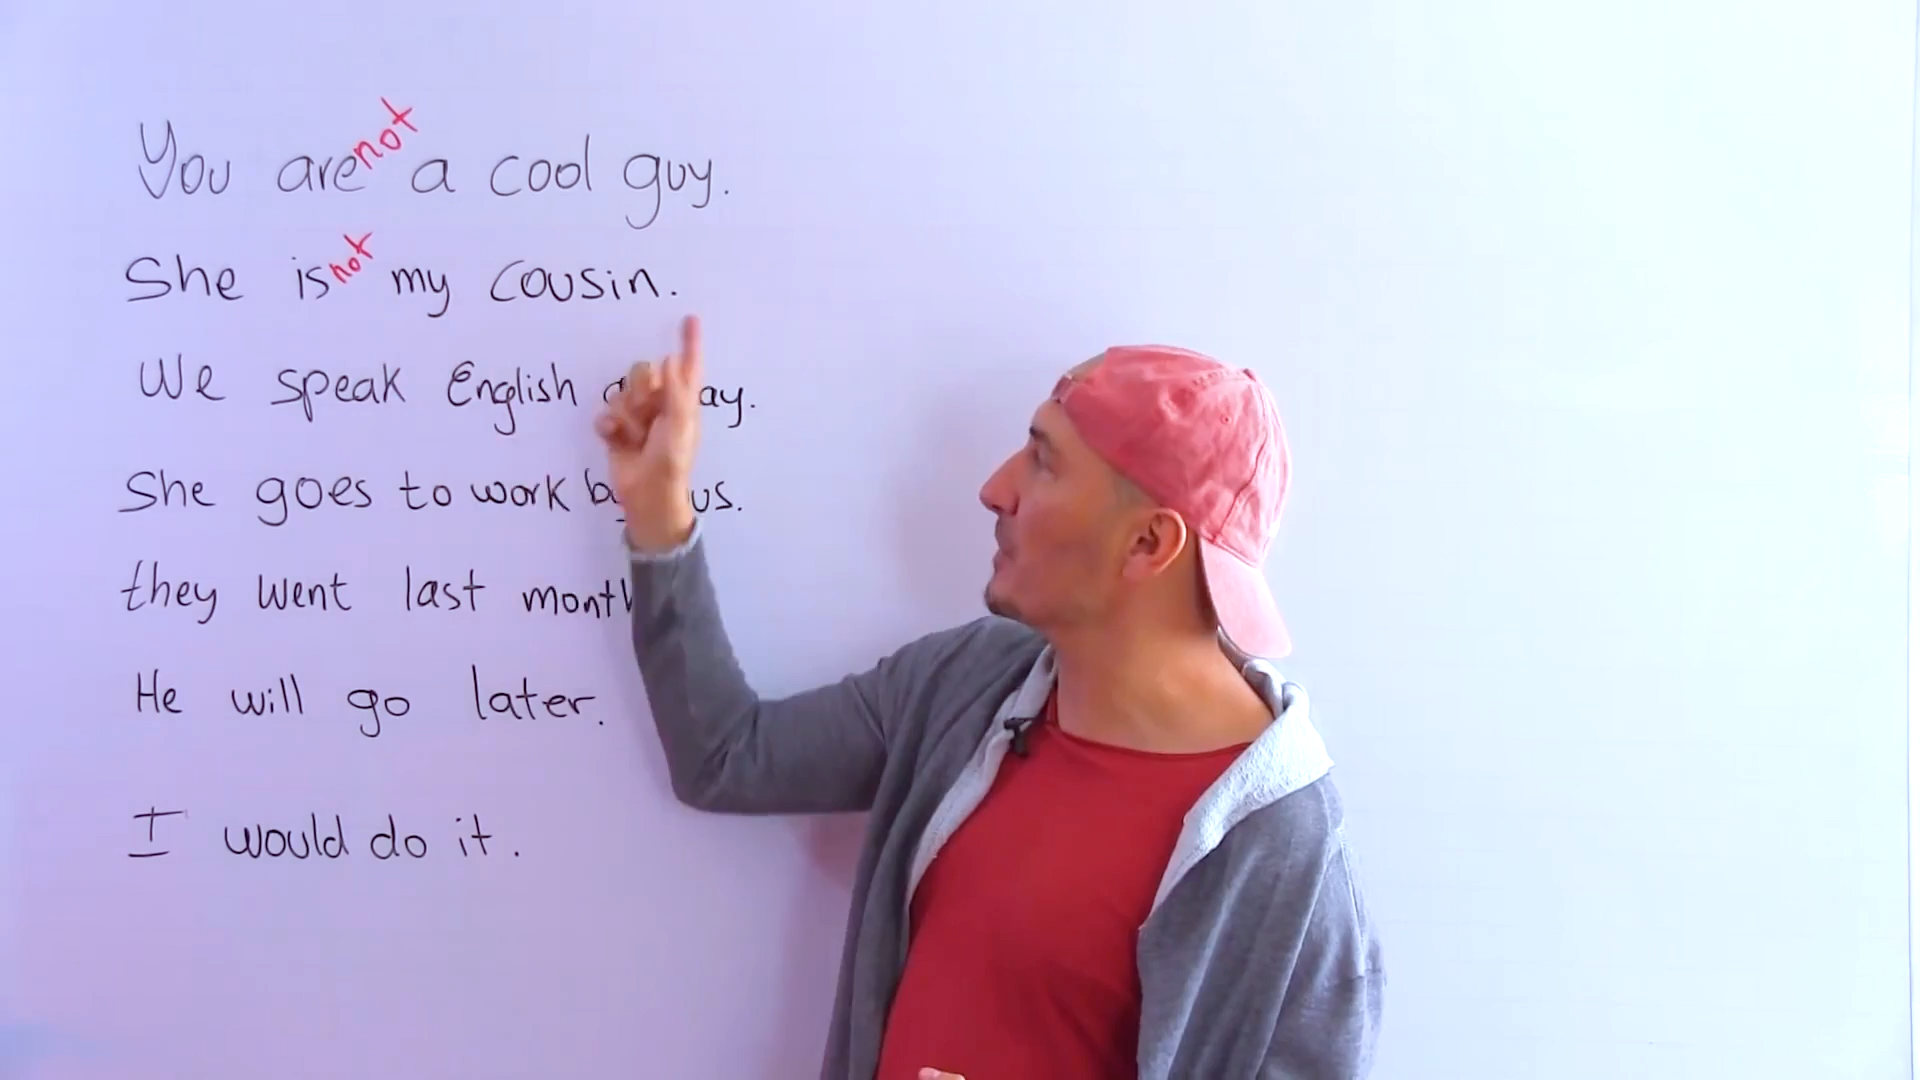 You are not a cool guy.
She is not my cousin.
We speak English
She goes to work
they went last
He will go later.
I would do it.